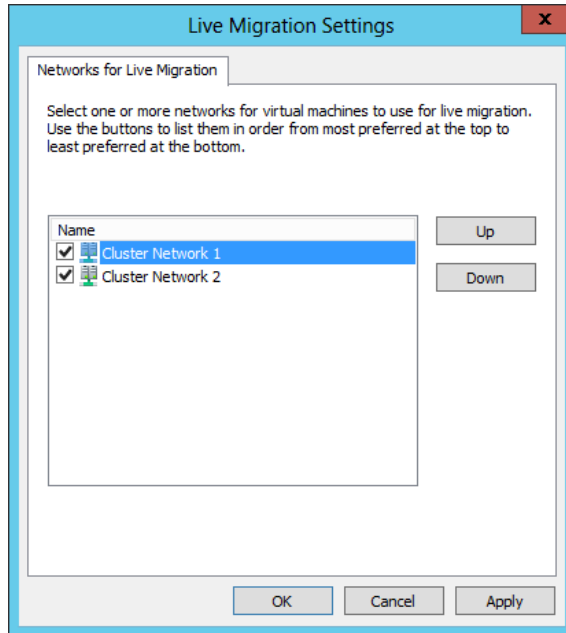 Live Migration Settings
x
Networks for Live Migration
Select one or more networks for virtual machines to use for live migration.
Use the buttons to list them in order from most preferred at the top to
least preferred at the bottom.
Name
Cluster Network 1
Cluster Network 2
Up
Down
OK
Cancel
Apply